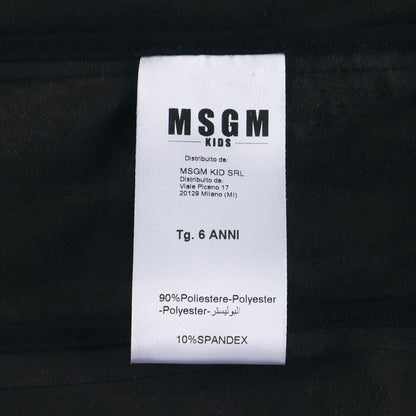 MSGM
KIDS
Distribuito da:
MSGM KID SRL
Distribuito da:
Viale Piceno 17
20129 Milano (MI)
Tg. 6 ANNI
90%Poliestere-Polyester
-Polyester- البوليستر-
10%SPANDEX